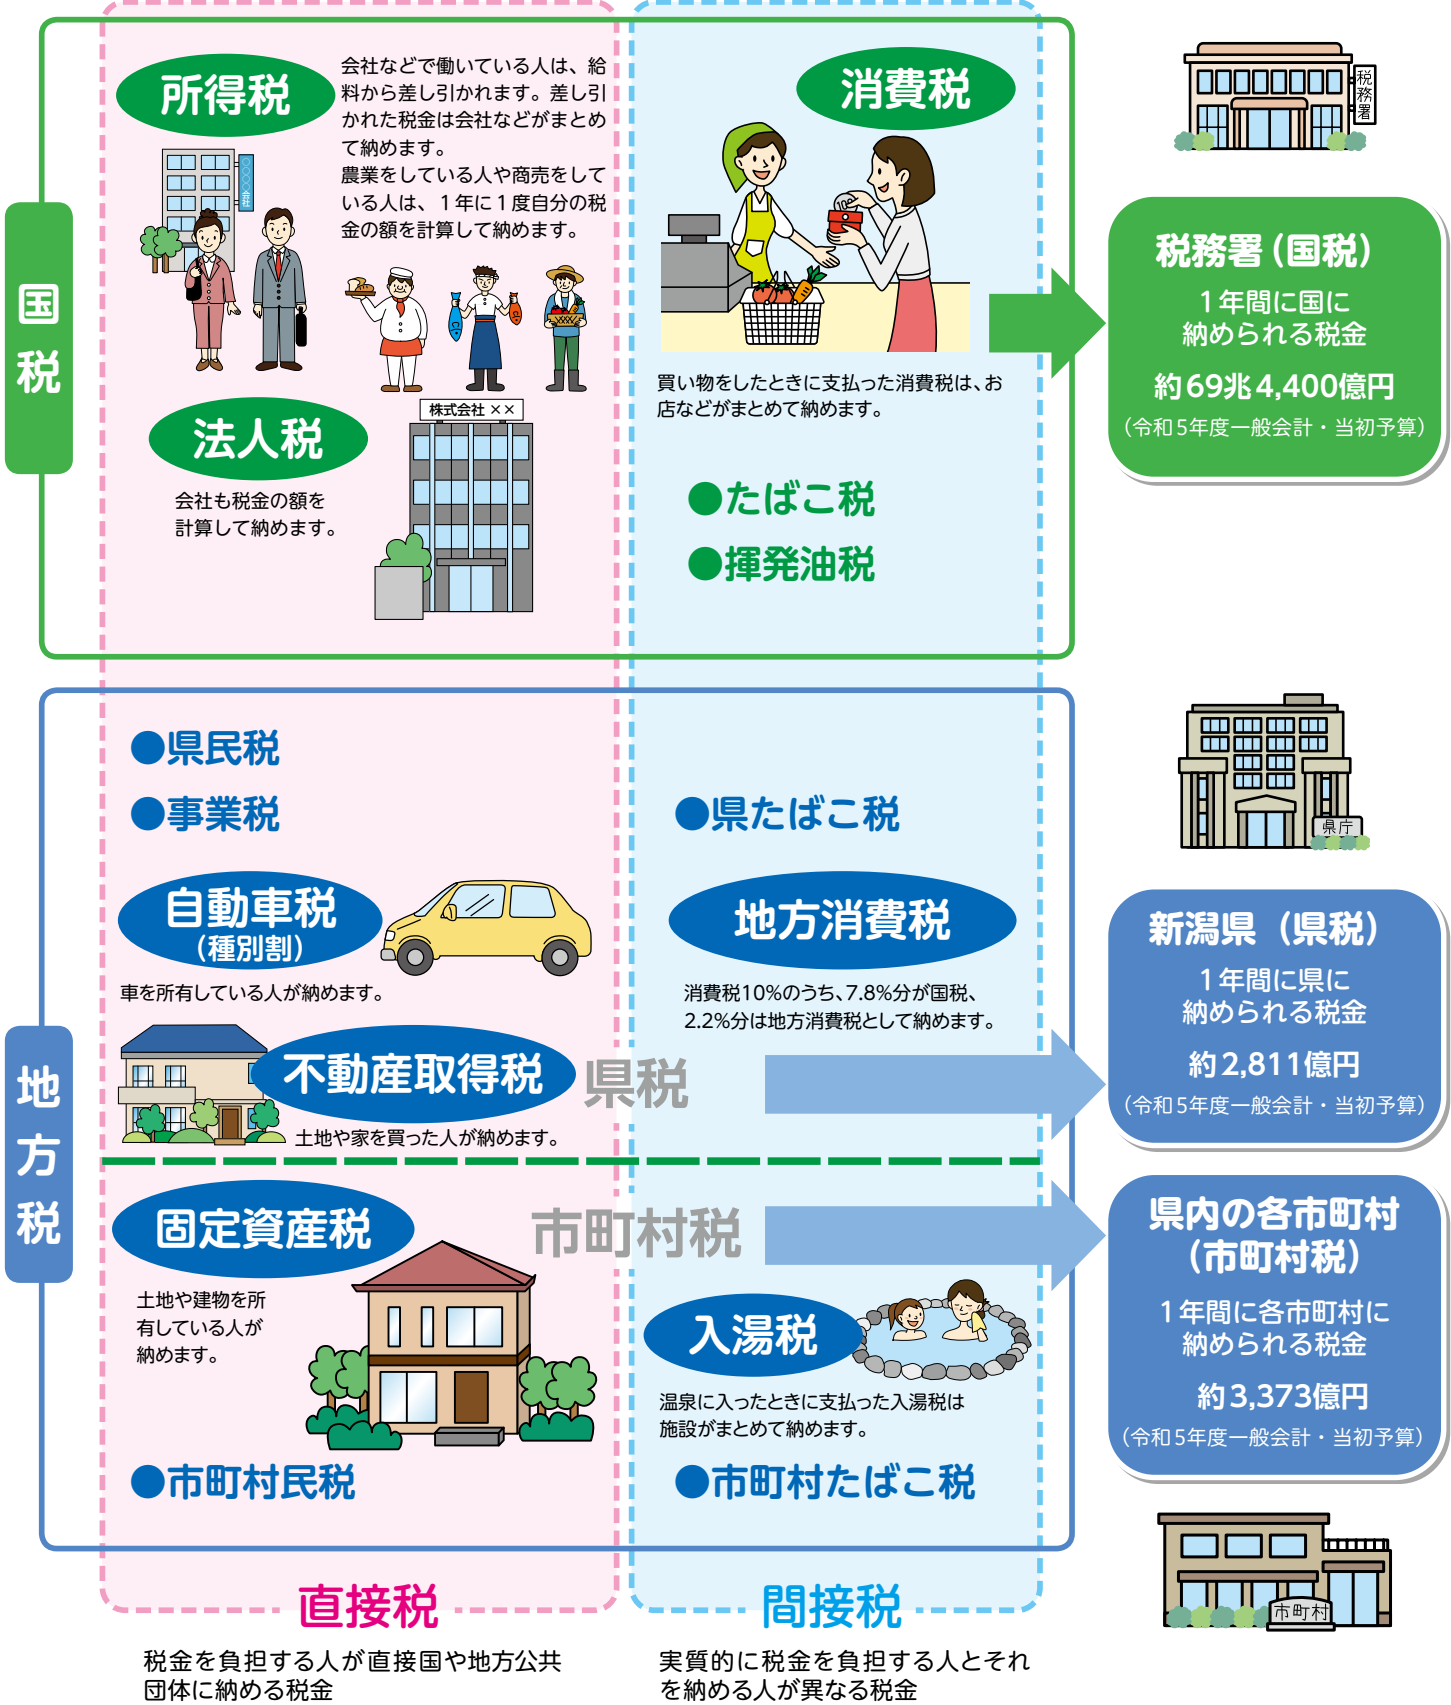 国税
所得税
会社などで働いている人は、給
料から差し引かれます。差し引
かれた税金は会社などがまとめ
て納めます。
農業をしている人や商売をして
いる人は、1年に1度自分の税
金の額を計算して納めます。
○○○○会社
法人税
会社も税金の額を
計算して納めます。
株式会社 ××
消費税
買い物をしたときに支払った消費税は、お
店などがまとめて納めます。
●たばこ税
●揮発油税
税務署
税務署(国税)
1年間に国に
納められる税金
約69兆4,400億円
(令和5年度一般会計・当初予算)
地方税
●県民税
●事業税
自動車税
(種別割)
車を所有している人が納めます。
不動産取得税
土地や家を買った人が納めます。
●県たばこ税
地方消費税
消費税10%のうち、7.8%分が国税、
2.2%分は地方消費税として納めます。
県税
県庁
新潟県(県税)
1年間に県に
納められる税金
約2,811億円
(令和5年度一般会計・当初予算)
固定資産税
土地や建物を所
有している人が
納めます。
●市町村民税
市町村税
入湯税
温泉に入ったときに支払った入湯税は
施設がまとめて納めます。
●市町村たばこ税
県内の各市町村
(市町村税)
1年間に各市町村に
納められる税金
約3,373億円
(令和5年度一般会計・当初予算)
市町村
直接税
税金を負担する人が直接国や地方公共
団体に納める税金
間接税
実質的に税金を負担する人とそれ
を納める人が異なる税金